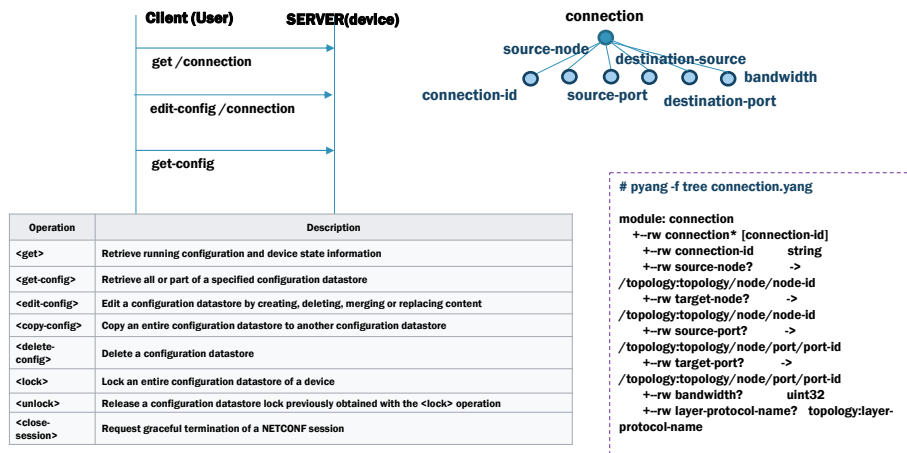 Client (User)
SERVER(device)
get /connection
edit-config /connection
get-config
connection
source-node
destination-source
bandwidth
connection-id
source-port
destination-port
Operation Description
<get> Retrieve running configuration and device state information
<get-config> Retrieve all or part of a specified configuration datastore
<edit-config> Edit a configuration datastore by creating, deleting, merging or replacing content
<copy-config> Copy an entire configuration datastore to another configuration datastore
<delete-
config> Delete a configuration datastore
<lock> Lock an entire configuration datastore of a device
<unlock> Release a configuration datastore lock previously obtained with the <lock> operation
<close-
session> Request graceful termination of a NETCONF session
# pyang -f tree connection.yang
module: connection
+--rw connection* [connection-id]
+--rw connection-id string
+--rw source-node? ->
/topology:topology/node/node-id
+--rw target-node? ->
/topology:topology/node/node-id
+--rw source-port? ->
/topology:topology/node/port/port-id
+--rw target-port? ->
/topology:topology/node/port/port-id
+--rw bandwidth? uint32
+--rw layer-protocol-name? topology:layer-
protocol-name